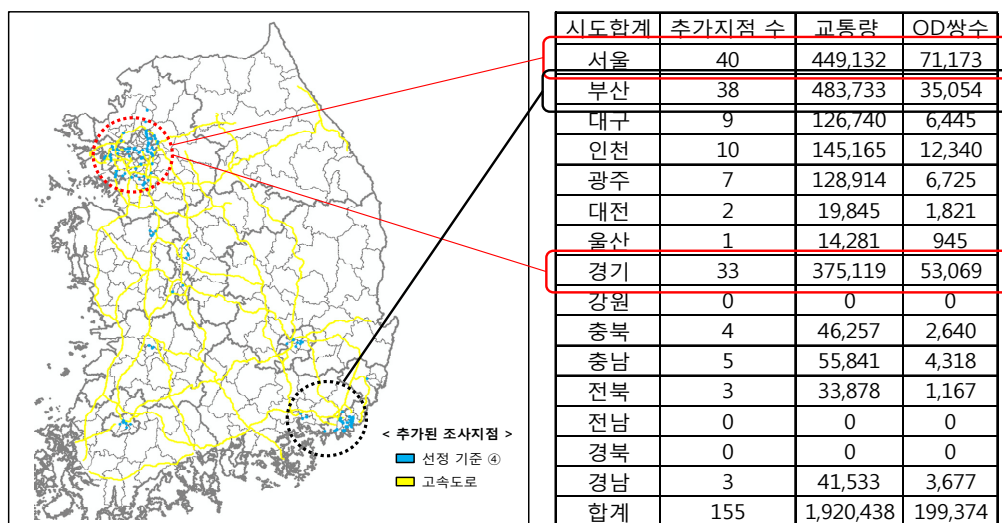 < 추가된 조사지점 >
선정 기준 ④
고속도로
시도합계 추가지점 수 교통량 OD쌍수
서울 40 449,132 71,173
부산 38 483,733 35,054
대구 9 126,740 6,445
인천 10 145,165 12,340
광주 7 128,914 6,725
대전 2 19,845 1,821
울산 1 14,281 945
경기 33 375,119 53,069
강원 0 0 0
충북 4 46,257 2,640
충남 5 55,841 4,318
전북 3 33,878 1,167
전남 0 0 0
경북 0 0 0
경남 3 41,533 3,677
합계 155 1,920,438 199,374